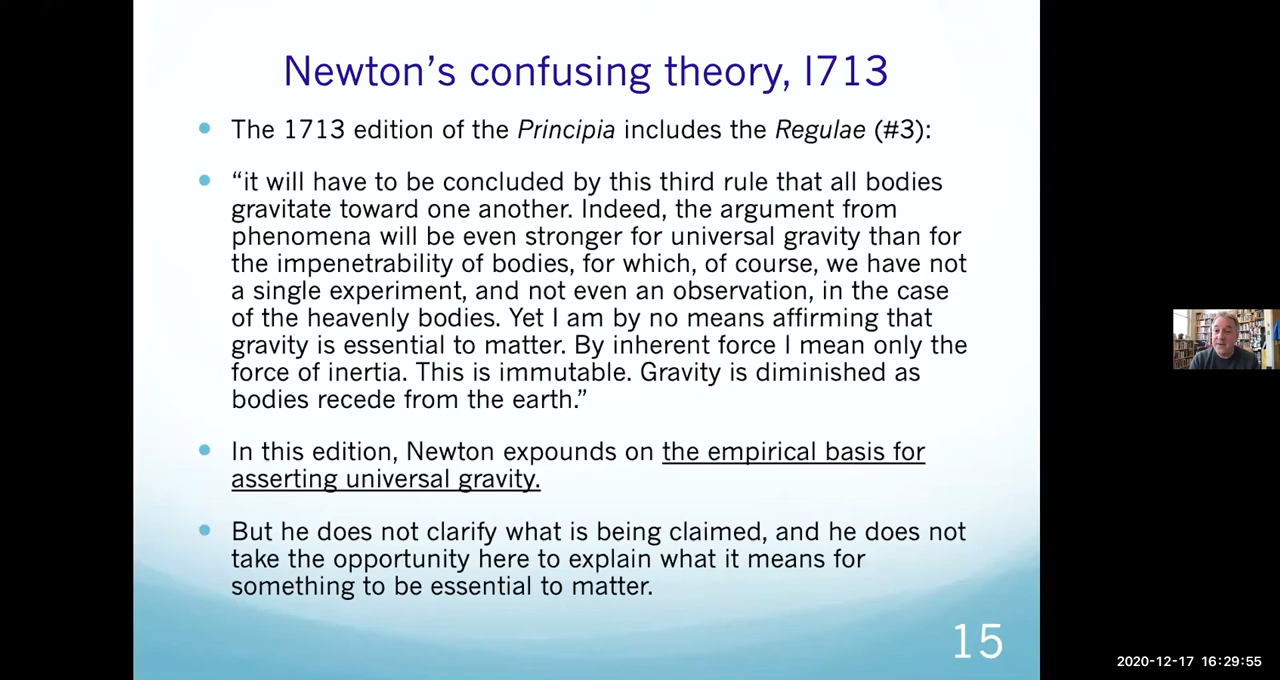 Newton’s confusing theory, l713
• The 1713 edition of the Principia includes the Regulae (#3):
• “it will have to be concluded by this third rule that all bodies
gravitate toward one another. Indeed, the argument from
phenomena will be even stronger for universal gravity than for
the impenetrability of bodies, for which, of course, we have not
a single experiment, and not even an observation, in the case
of the heavenly bodies. Yet I am by no means affirming that
gravity is essential to matter. By inherent force I mean only the
force of inertia. This is immutable. Gravity is diminished as
bodies recede from the earth.”
• In this edition, Newton expounds on the empirical basis for
asserting universal gravity.
• But he does not clarify what is being claimed, and he does not
take the opportunity here to explain what it means for
something to be essential to matter.
15
2020-12-17 16:29:55